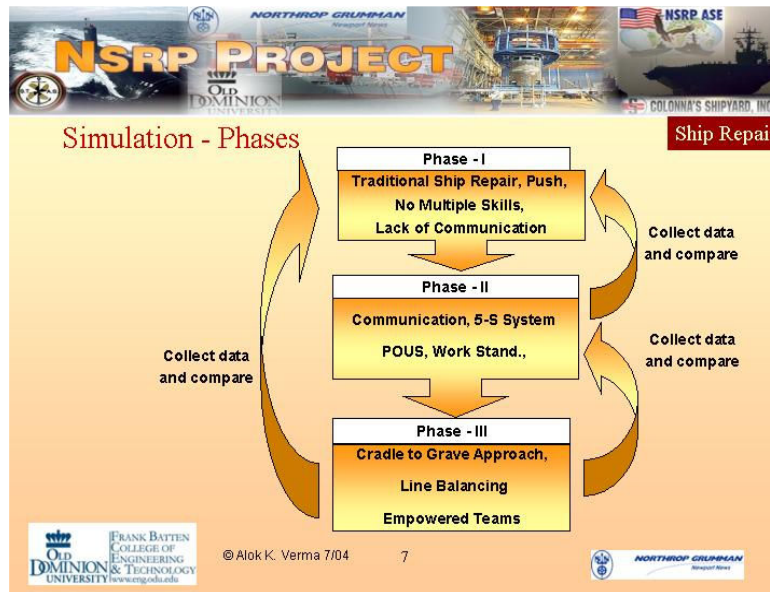 NORTHROP GRUMMAN
Newport News
NSRP ASE
NSRP PROJECT
OLD
DOMINION
UNIVERSITY
COLONNA'S SHIPYARD, INC
Simulation - Phases
Ship Repair
Phase - I
Traditional Ship Repair, Push,
No Multiple Skills,
Lack of Communication
Collect data
and compare
Phase - II
Communication, 5-S System
POUS, Work Stand.,
Collect data
and compare
Collect data
and compare
Phase - III
Cradle to Grave Approach,
Line Balancing
Empowered Teams
OLD
DOMINION
UNIVERSITY
FRANK BATTEN
COLLEGE OF
ENGINEERING
& TECHNOLOGY
www.eng.odu.edu
© Alok K. Verma 7/04
7
NORTHROP GRUMMAN
Newport News